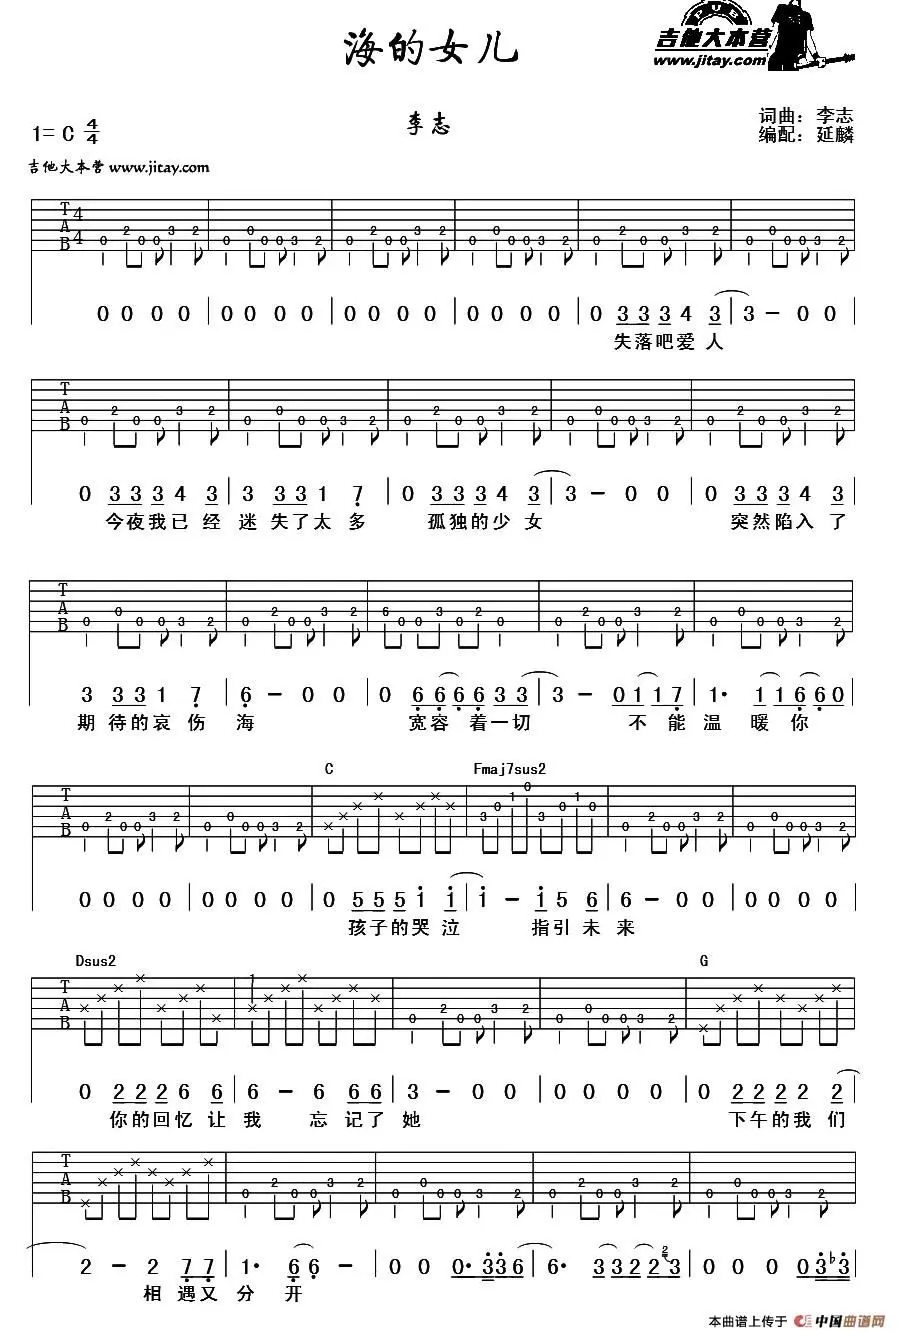 海的女儿
吉他大本营
www.jitay.com
李志
词曲：李志
编配：延麟
1=C 4/4
吉他大本营 www.jitay.com
0 0 0 0 | 0 0 0 0 | 0 0 0 0 | 0 0 0 0 | 0 3 3 3 4 3 | 3 - 0 0
失落吧爱人
0 3 3 3 4 3 | 3 3 3 1 7 | 0 3 3 3 4 3 | 3 - 0 0 | 0 3 3 3 4 3
今夜我已经 迷失了太多 孤独的少女 突然陷入了
3 3 3 1 7 | 6 - 0 0 | 0 6 6 6 6 3 3 | 3 - 0 1 1 7 | 1· 1 1 6 6 0
期待的哀伤 海 宽容 着一切 不能温 暖 你
C Fmaj7sus2
0 0 0 0 | 0 0 0 0 | 0 5 5 5 1 1 | 1 - 1 5 6 | 6 - 0 0 | 0 0 0 0
孩子的哭泣 指引未来
Dsus2 G
0 2 2 2 6 6 | 6 - 6 6 6 | 3 - 0 0 | 0 0 0 0 | 0 2 2 2 2 2
你的回忆让 我 忘记了 她 下午的我们
2 - 2 7 7 | 1· 6 6 - | 0 0 0· 3 3 6 | 6· 3 3 2 2 3 | 0 0 0 0· 3 ♭3
相遇又 分 开
本曲谱上传于 中国曲谱网